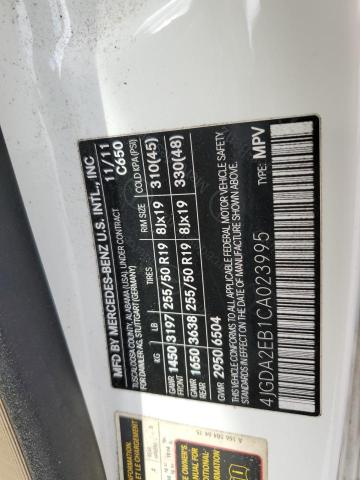 MFD BY MERCEDES-BENZ U.S. INTL., INC
TUSCALOOSA COUNTY, ALABAMA (USA) UNDER CONTRACT
FOR DAIMLER AG, STUTTGART (GERMANY)
11/11
C650
KG LB TIRES RIM SIZE COLD KPA (PSI)
GAWR FRONT 1450 3197 255/50 R19 8Jx19 310(45)
GAWR REAR 1650 3638 255/50 R19 8Jx19 330(48)
GVWR 2950 6504
THIS VEHICLE CONFORMS TO ALL APPLICABLE FEDERAL MOTOR VEHICLE SAFETY
STANDARDS IN EFFECT ON THE DATE OF MANUFACTURE SHOWN ABOVE.
4JGDA2EB1CA023995 TYPE: MPV
ET LE CHARGEMENT